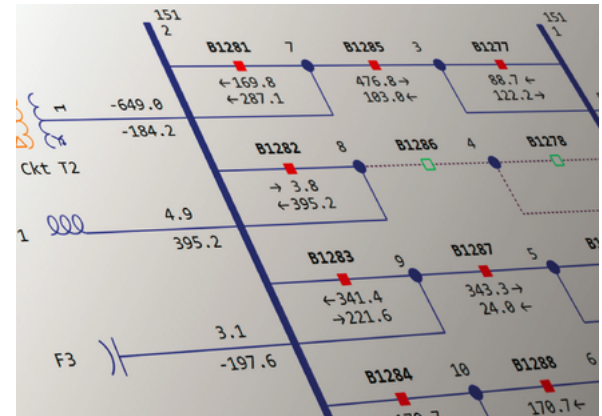 151
2
151
1
B1281 7 B1285 3 B1277
←169.8 476.8→ 88.7 ←
←287.1 103.0← 122.2→
1 -649.0
-184.2
Ckt T2
B1282 8 B1286 4 B1278
→ 3.8
←395.2
1 4.9
395.2
B1283 9 B1287 5
←341.4 343.3→
→221.6 24.0 ←
F3 3.1
-197.6
B1284 10 B1288 6
170.7←